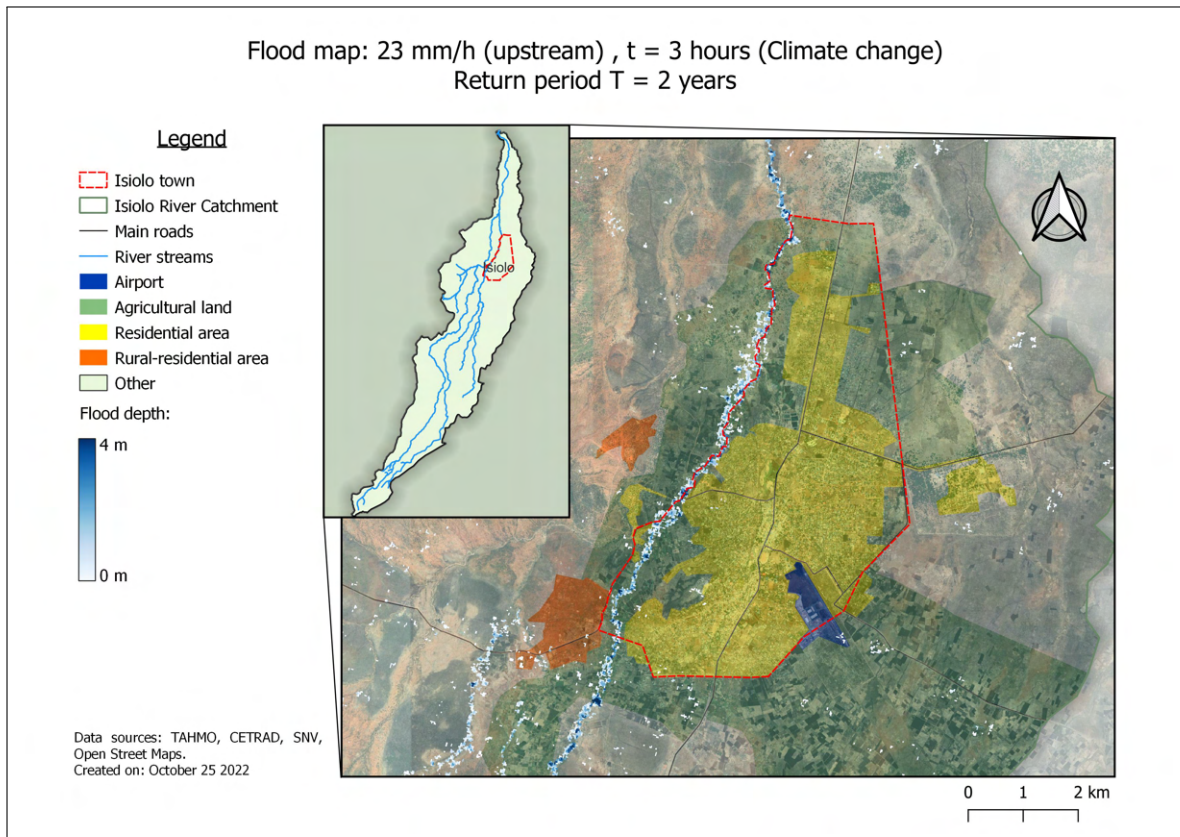 Flood map: 23 mm/h (upstream) , t = 3 hours (Climate change)
Return period T = 2 years
Legend
Isiolo town
Isiolo River Catchment
Main roads
River streams
Airport
Agricultural land
Residential area
Rural-residential area
Other
Flood depth:
4 m
0 m
siolo
Data sources: TAHMO, CETRAD, SNV,
Open Street Maps.
Created on: October 25 2022
0 1 2 km